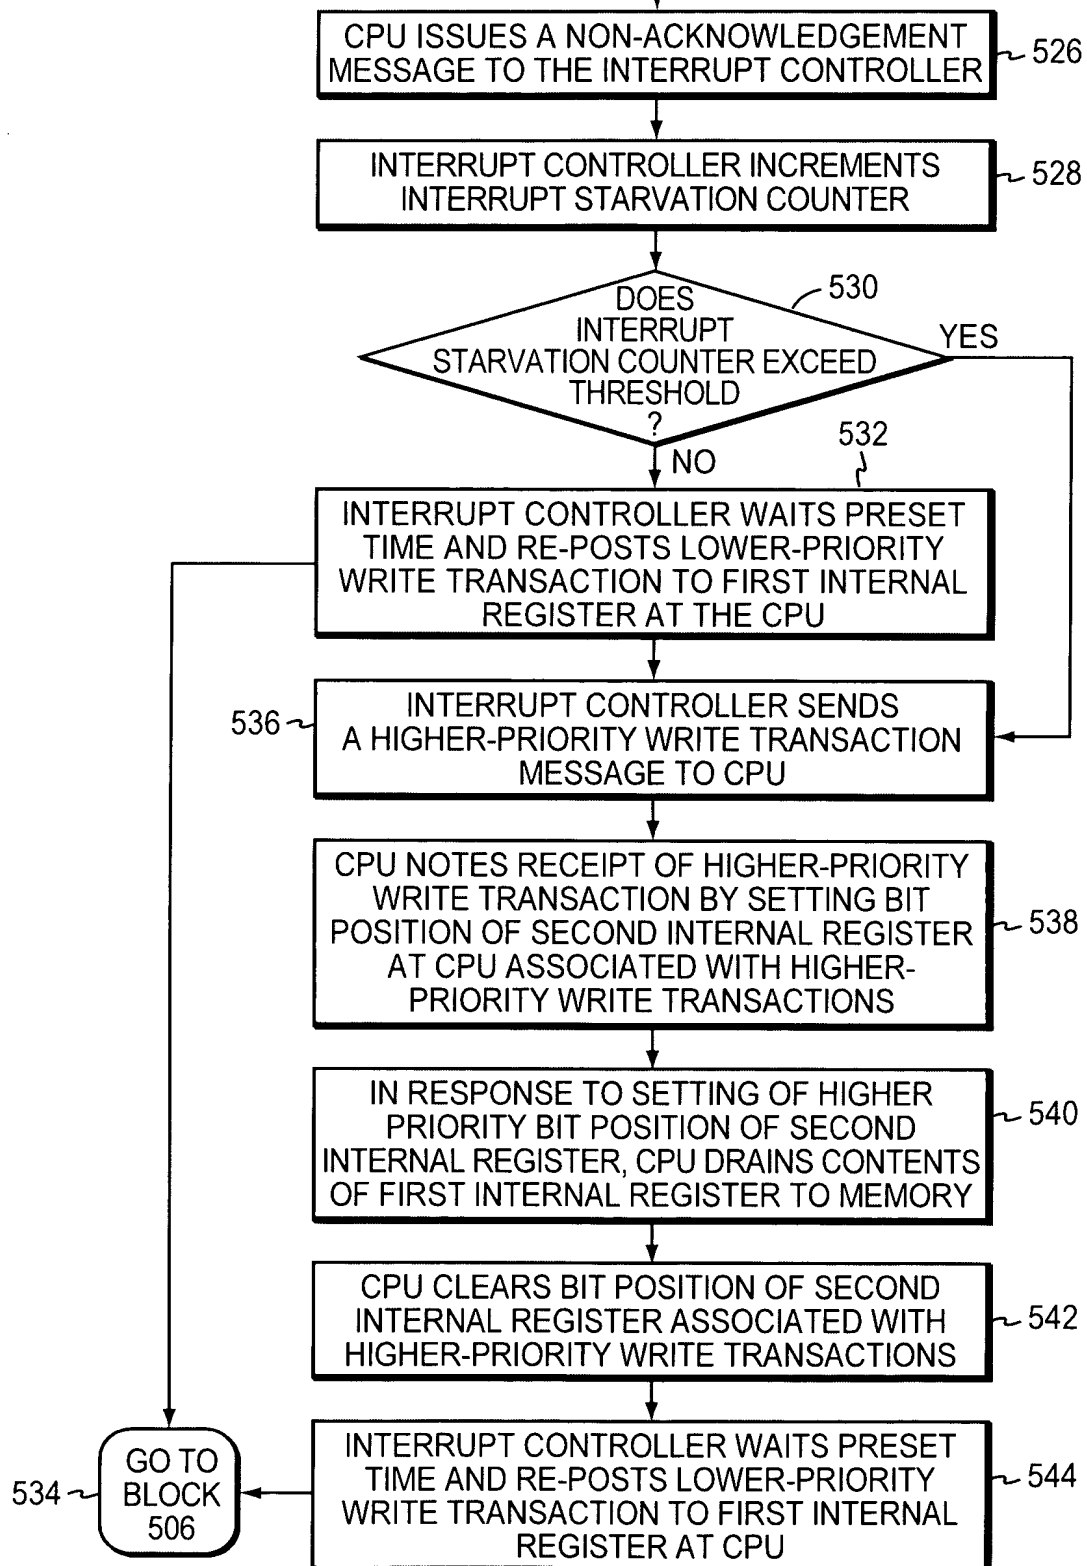 CPU ISSUES A NON-ACKNOWLEDGEMENT
MESSAGE TO THE INTERRUPT CONTROLLER
526
INTERRUPT CONTROLLER INCREMENTS
INTERRUPT STARVATION COUNTER
528
530
DOES
INTERRUPT
STARVATION COUNTER EXCEED
THRESHOLD
?
YES
NO
532
INTERRUPT CONTROLLER WAITS PRESET
TIME AND RE-POSTS LOWER-PRIORITY
WRITE TRANSACTION TO FIRST INTERNAL
REGISTER AT THE CPU
536
INTERRUPT CONTROLLER SENDS
A HIGHER-PRIORITY WRITE TRANSACTION
MESSAGE TO CPU
CPU NOTES RECEIPT OF HIGHER-PRIORITY
WRITE TRANSACTION BY SETTING BIT
POSITION OF SECOND INTERNAL REGISTER
AT CPU ASSOCIATED WITH HIGHER-
PRIORITY WRITE TRANSACTIONS
538
IN RESPONSE TO SETTING OF HIGHER
PRIORITY BIT POSITION OF SECOND
INTERNAL REGISTER, CPU DRAINS CONTENTS
OF FIRST INTERNAL REGISTER TO MEMORY
540
CPU CLEARS BIT POSITION OF SECOND
INTERNAL REGISTER ASSOCIATED WITH
HIGHER-PRIORITY WRITE TRANSACTIONS
542
INTERRUPT CONTROLLER WAITS PRESET
TIME AND RE-POSTS LOWER-PRIORITY
WRITE TRANSACTION TO FIRST INTERNAL
REGISTER AT CPU
544
534
GO TO
BLOCK
506